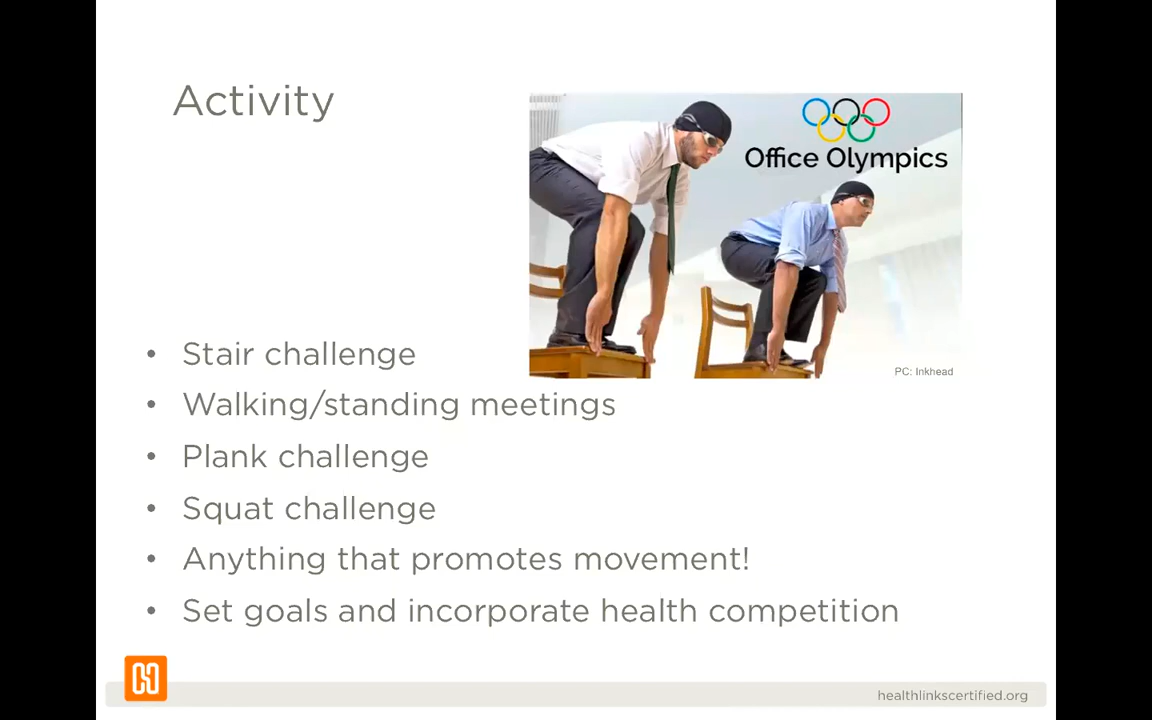 Activity
Office Olympics
PC: Inkhead
• Stair challenge
• Walking/standing meetings
• Plank challenge
• Squat challenge
• Anything that promotes movement!
• Set goals and incorporate health competition
healthlinkscertified.org